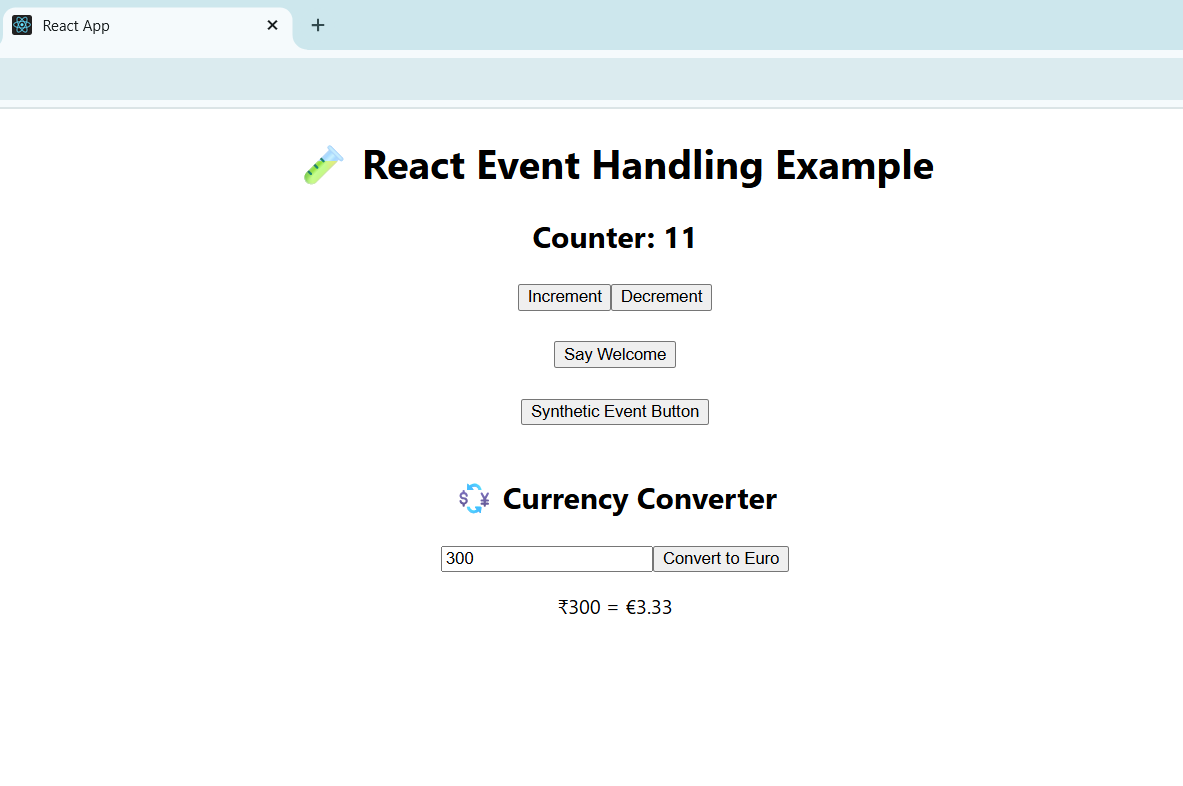 React App
React Event Handling Example
Counter: 11
Increment Decrement
Say Welcome
Synthetic Event Button
Currency Converter
300 Convert to Euro
₹300 = €3.33